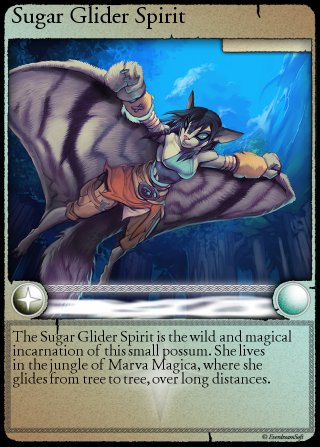 Sugar Glider Spirit
The Sugar Glider Spirit is the wild and magical
incarnation of this small possum. She lives
in the jungle of Marva Magica, where she
glides from tree to tree, over long distances.
© EverdreamSoft